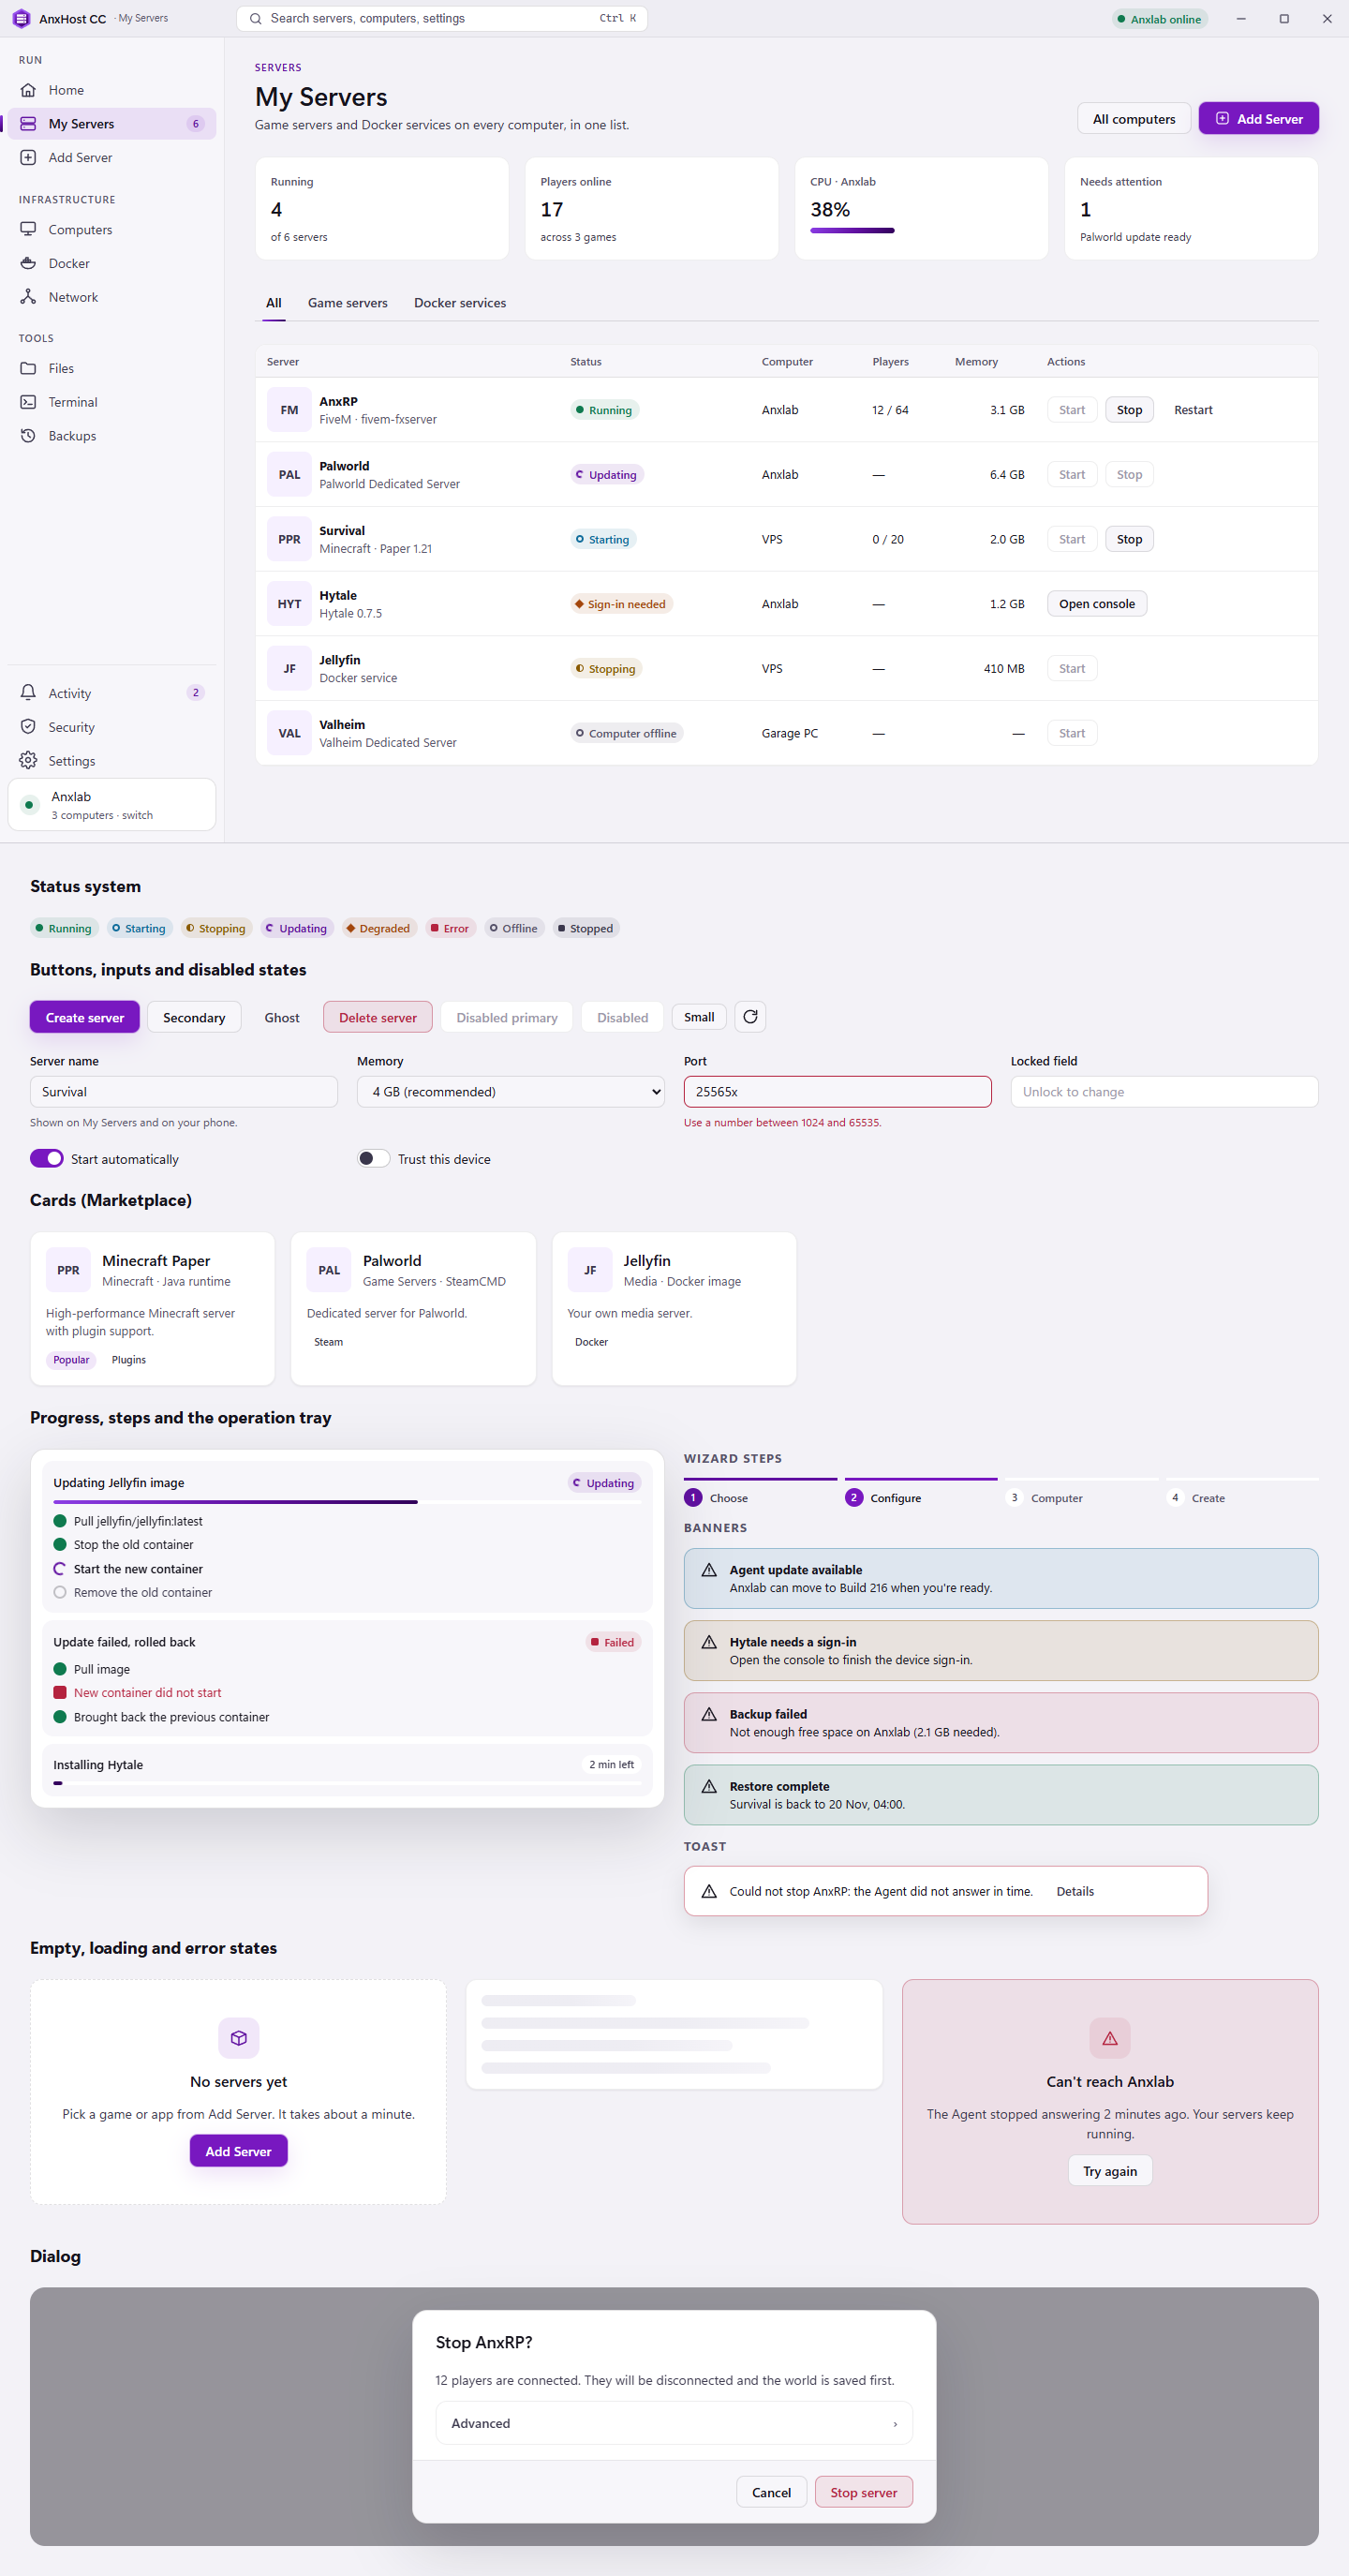 AnxHost CC · My Servers
Search servers, computers, settings Ctrl K
Anxlab online
RUN
Home
My Servers 6
Add Server
INFRASTRUCTURE
Computers
Docker
Network
TOOLS
Files
Terminal
Backups
Activity 2
Security
Settings
Anxlab
3 computers · switch
SERVERS
My Servers
Game servers and Docker services on every computer, in one list.
All computers
Add Server
Running
4
of 6 servers
Players online
17
across 3 games
CPU · Anxlab
38%
Needs attention
1
Palworld update ready
All Game servers Docker services
Server Status Computer Players Memory Actions
FM AnxRP Running Anxlab 12 / 64 3.1 GB Start Stop Restart
FiveM · fivem-fxserver
PAL Palworld Updating Anxlab — 6.4 GB Start Stop
Palworld Dedicated Server
PPR Survival Starting VPS 0 / 20 2.0 GB Start Stop
Minecraft · Paper 1.21
HYT Hytale Sign-in needed Anxlab — 1.2 GB Open console
Hytale 0.7.5
JF Jellyfin Stopping VPS — 410 MB Start
Docker service
VAL Valheim Computer offline Garage PC — — Start
Valheim Dedicated Server
Status system
Running Starting Stopping Updating Degraded Error Offline Stopped
Buttons, inputs and disabled states
Create server Secondary Ghost Delete server Disabled primary Disabled Small
Server name
Survival
Shown on My Servers and on your phone.
Memory
4 GB (recommended)
Port
25565x
Use a number between 1024 and 65535.
Locked field
Unlock to change
Start automatically
Trust this device
Cards (Marketplace)
PPR Minecraft Paper
Minecraft · Java runtime
High-performance Minecraft server
with plugin support.
Popular Plugins
PAL Palworld
Game Servers · SteamCMD
Dedicated server for Palworld.
Steam
JF Jellyfin
Media · Docker image
Your own media server.
Docker
Progress, steps and the operation tray
Updating Jellyfin image Updating
Pull jellyfin/jellyfin:latest
Stop the old container
Start the new container
Remove the old container
Update failed, rolled back Failed
Pull image
New container did not start
Brought back the previous container
Installing Hytale 2 min left
WIZARD STEPS
1 Choose 2 Configure 3 Computer 4 Create
BANNERS
Agent update available
Anxlab can move to Build 216 when you're ready.
Hytale needs a sign-in
Open the console to finish the device sign-in.
Backup failed
Not enough free space on Anxlab (2.1 GB needed).
Restore complete
Survival is back to 20 Nov, 04:00.
TOAST
Could not stop AnxRP: the Agent did not answer in time. Details
Empty, loading and error states
No servers yet
Pick a game or app from Add Server. It takes about a minute.
Add Server
Can't reach Anxlab
The Agent stopped answering 2 minutes ago. Your servers keep
running.
Try again
Dialog
Stop AnxRP?
12 players are connected. They will be disconnected and the world is saved first.
Advanced ›
Cancel Stop server